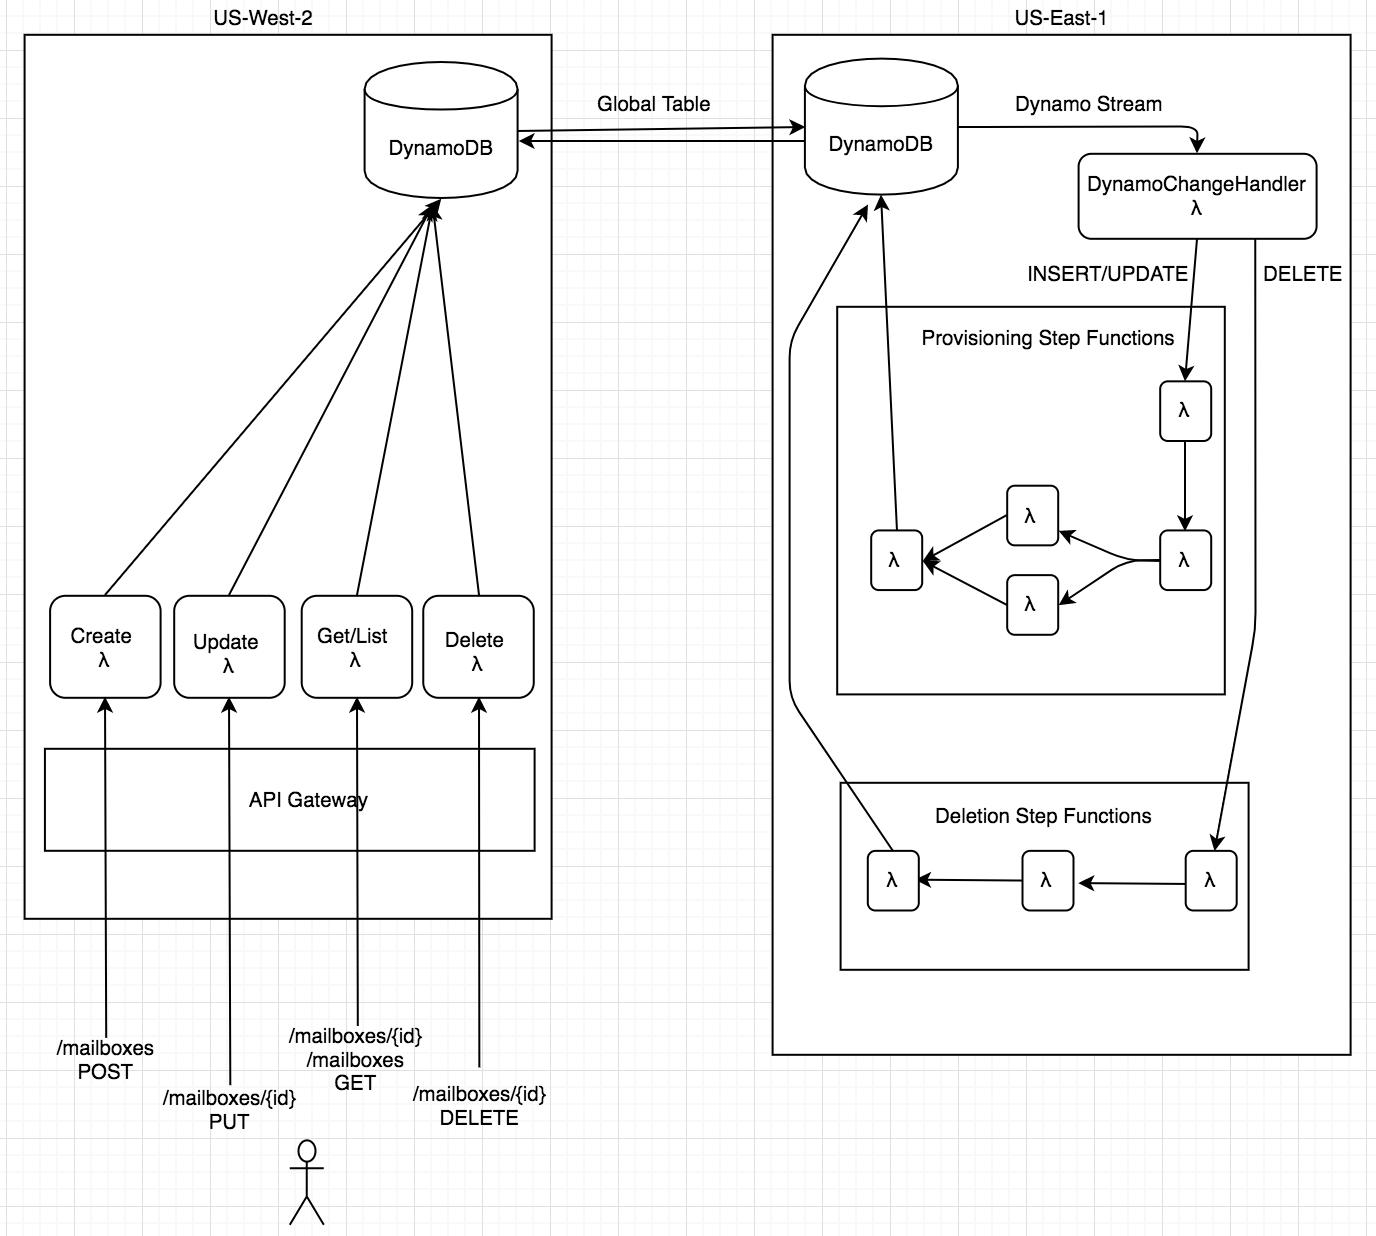 US-West-2
US-East-1
DynamoDB
Global Table
DynamoDB
Dynamo Stream
DynamoChangeHandler
λ
INSERT/UPDATE
DELETE
Provisioning Step Functions
λ
λ
λ
λ
λ
Create
λ
Update
λ
Get/List
λ
Delete
λ
API Gateway
Deletion Step Functions
λ
λ
λ
/mailboxes
POST
/mailboxes/{id}
PUT
/mailboxes/{id}
/mailboxes
GET
/mailboxes/{id}
DELETE